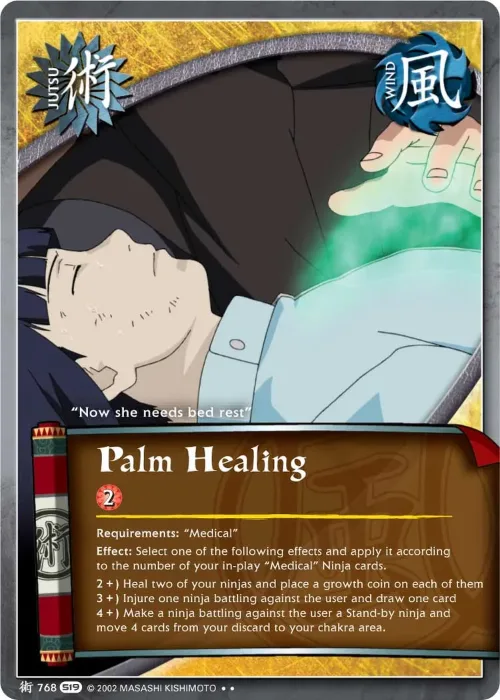 JUTSU
術
WIND
風
"Now she needs bed rest"
Palm Healing
2
Requirements: "Medical"
Effect: Select one of the following effects and apply it according
to the number of your in-play "Medical" Ninja cards.
2+) Heal two of your ninjas and place a growth coin on each of them
3+) Injure one ninja battling against the user and draw one card
4+) Make a ninja battling against the user a Stand-by ninja and
move 4 cards from your discard to your chakra area.
術
術 768 S19 © 2002 MASASHI KISHIMOTO